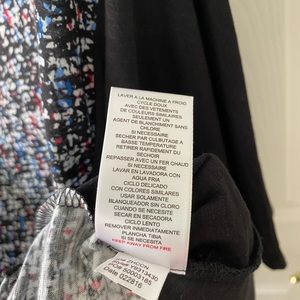 LAVER A LA MACHINE A FROID
CYCLE DOUX
AVEC DES VETEMENTS
DE COULEURS SIMILAIRES
SEULEMENT UN
AGENT DE BLANCHIMENT SANS
CHLORE
SI NECESSAIRE
SECHER PAR CULBUTAGE A
BASSE TEMPERATURE
RETIRER RAPIDEMENT DU
SECHOIR
REPASSER AVEC UN FER CHAUD
SI NECESSAIRE
LAVAR EN LAVADORA CON
AGUA FRIA
CICLO DELICADO
CON COLORES SIMILARES
USAR SOLAMENTE
BLANQUEADOR SIN CLORO
CUANDO SE NECESITE
SECAR EN SECADORA
CICLO LENTO
REMOVER INMEDIATAMENTE
PLANCHA TIBIA
SI SE NECESITA
KEEP AWAY FROM FIRE
Date 022816